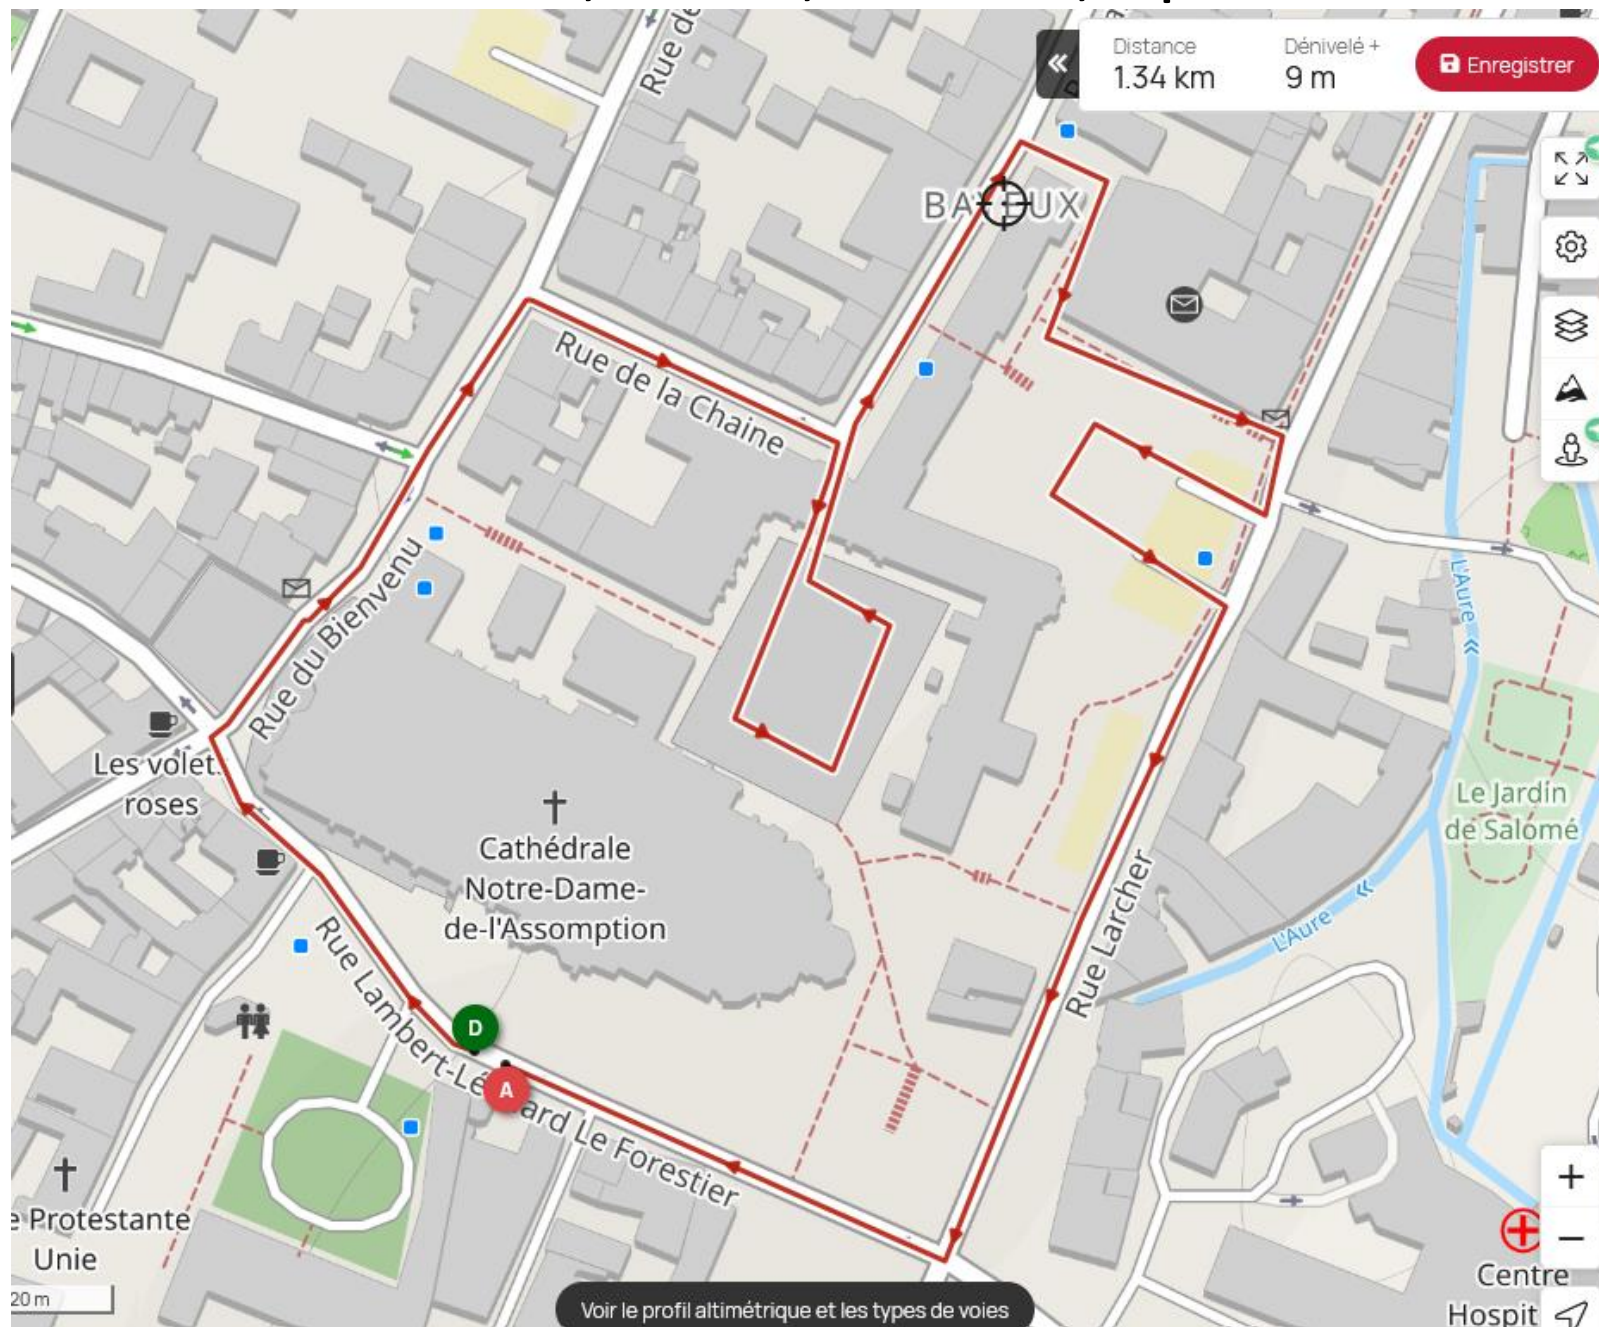 Distance
1.34 km
Dénivelé +
9 m
Enregistrer
Rue de
BAYEUX
Rue de la Chaine
Rue du Bienvenu
Les volets
roses
Cathédrale
Notre-Dame-
de-l'Assomption
L'Aure
Le Jardin
de Salomé
L'Aure
Rue Larcher
Rue Lambert-Léonard Le Forestier
D
A
e Protestante
Unie
20 m
Voir le profil altimétrique et les types de voies
+
−
Centre
Hospit